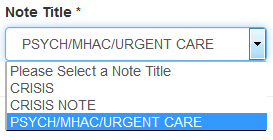 Note Title *
PSYCH/MHAC/URGENT CARE
Please Select a Note Title
CRISIS
CRISIS NOTE
PSYCH/MHAC/URGENT CARE